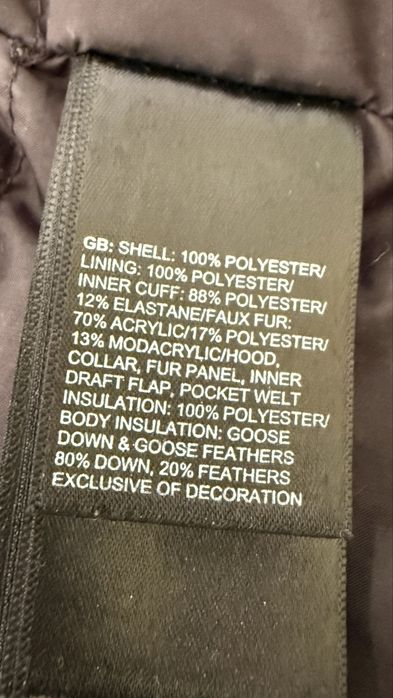 GB: SHELL: 100% POLYESTER/
LINING: 100% POLYESTER/
INNER CUFF: 88% POLYESTER/
12% ELASTANE/FAUX FUR:
70% ACRYLIC/17% POLYESTER/
13% MODACRYLIC/HOOD,
COLLAR, FUR PANEL, INNER
DRAFT FLAP, POCKET WELT
INSULATION: 100% POLYESTER/
BODY INSULATION: GOOSE
DOWN & GOOSE FEATHERS
80% DOWN, 20% FEATHERS
EXCLUSIVE OF DECORATION